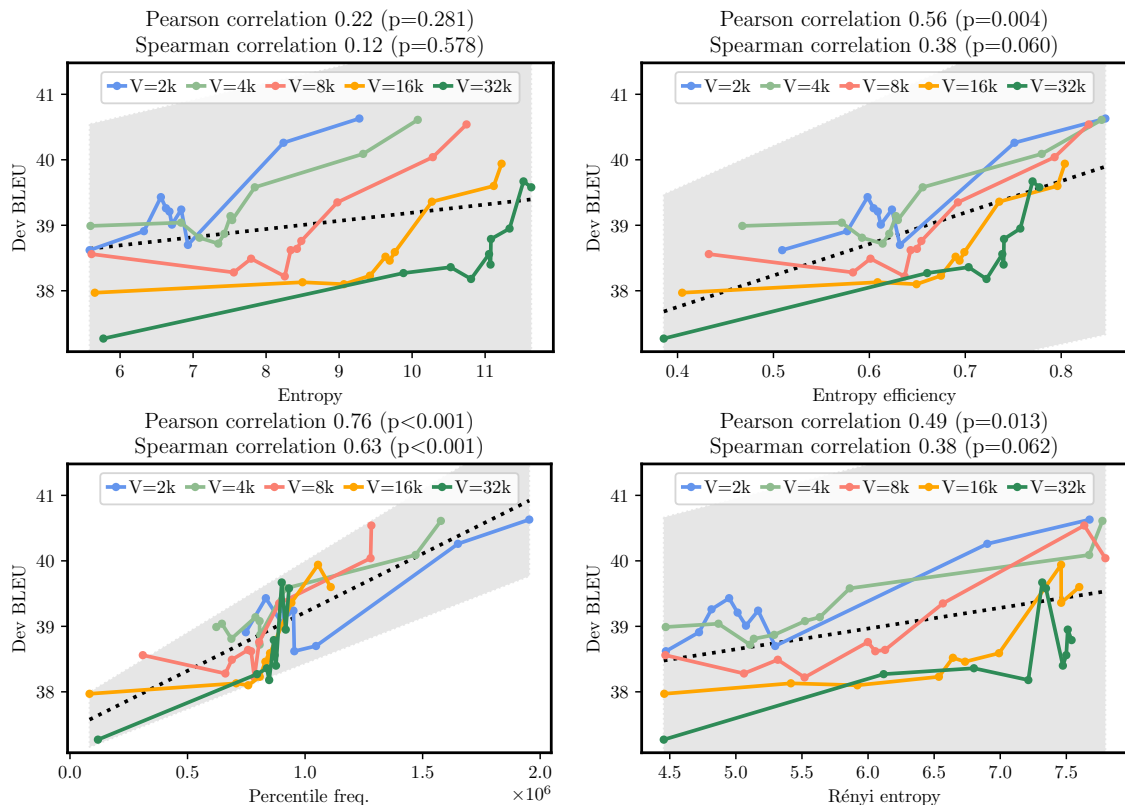 Pearson correlation 0.22 (p=0.281)
Spearman correlation 0.12 (p=0.578)
V=2k V=4k V=8k V=16k V=32k
Dev BLEU
41
40
39
38
6 7 8 9 10 11
Entropy
Pearson correlation 0.56 (p=0.004)
Spearman correlation 0.38 (p=0.060)
V=2k V=4k V=8k V=16k V=32k
Dev BLEU
41
40
39
38
0.4 0.5 0.6 0.7 0.8
Entropy efficiency
Pearson correlation 0.76 (p<0.001)
Spearman correlation 0.63 (p<0.001)
V=2k V=4k V=8k V=16k V=32k
Dev BLEU
41
40
39
38
0.0 0.5 1.0 1.5 2.0
Percentile freq.
×10⁶
Pearson correlation 0.49 (p=0.013)
Spearman correlation 0.38 (p=0.062)
V=2k V=4k V=8k V=16k V=32k
Dev BLEU
41
40
39
38
4.5 5.0 5.5 6.0 6.5 7.0 7.5
Rényi entropy